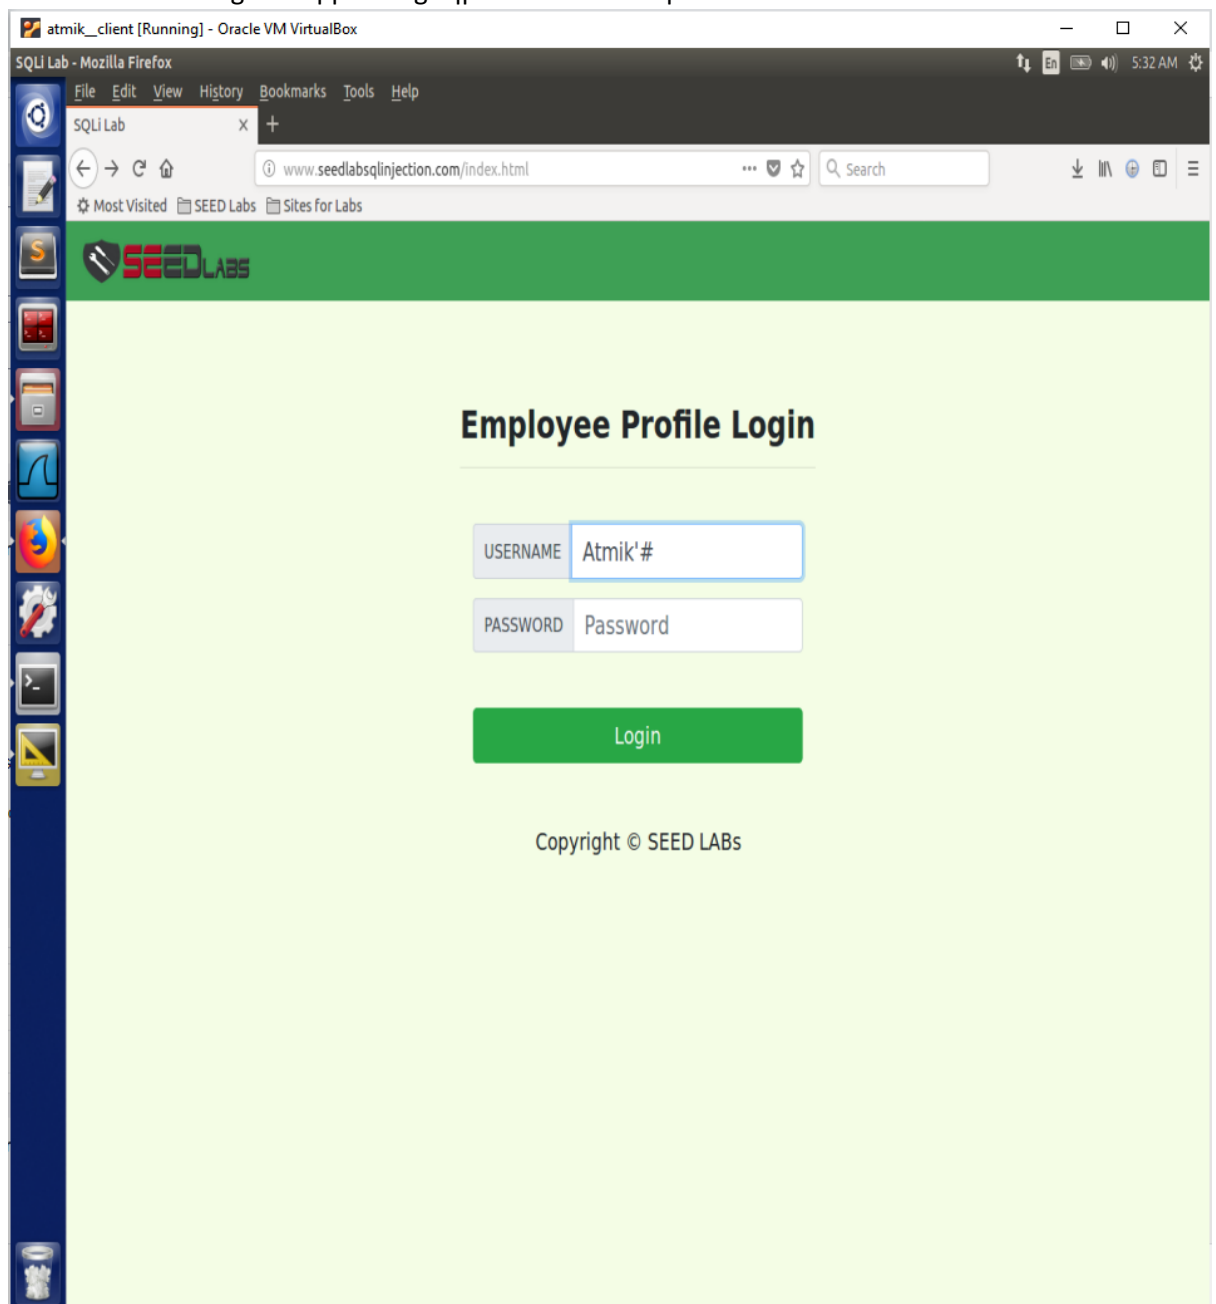 atmik__client [Running] - Oracle VM VirtualBox
SQLi Lab - Mozilla Firefox En 5:32 AM
File Edit View History Bookmarks Tools Help
SQLi Lab
www.seedlabsqlinjection.com/index.html Search
Most Visited SEED Labs Sites for Labs
SEEDLABS
Employee Profile Login
USERNAME Atmik'#
PASSWORD Password
Login
Copyright © SEED LABs